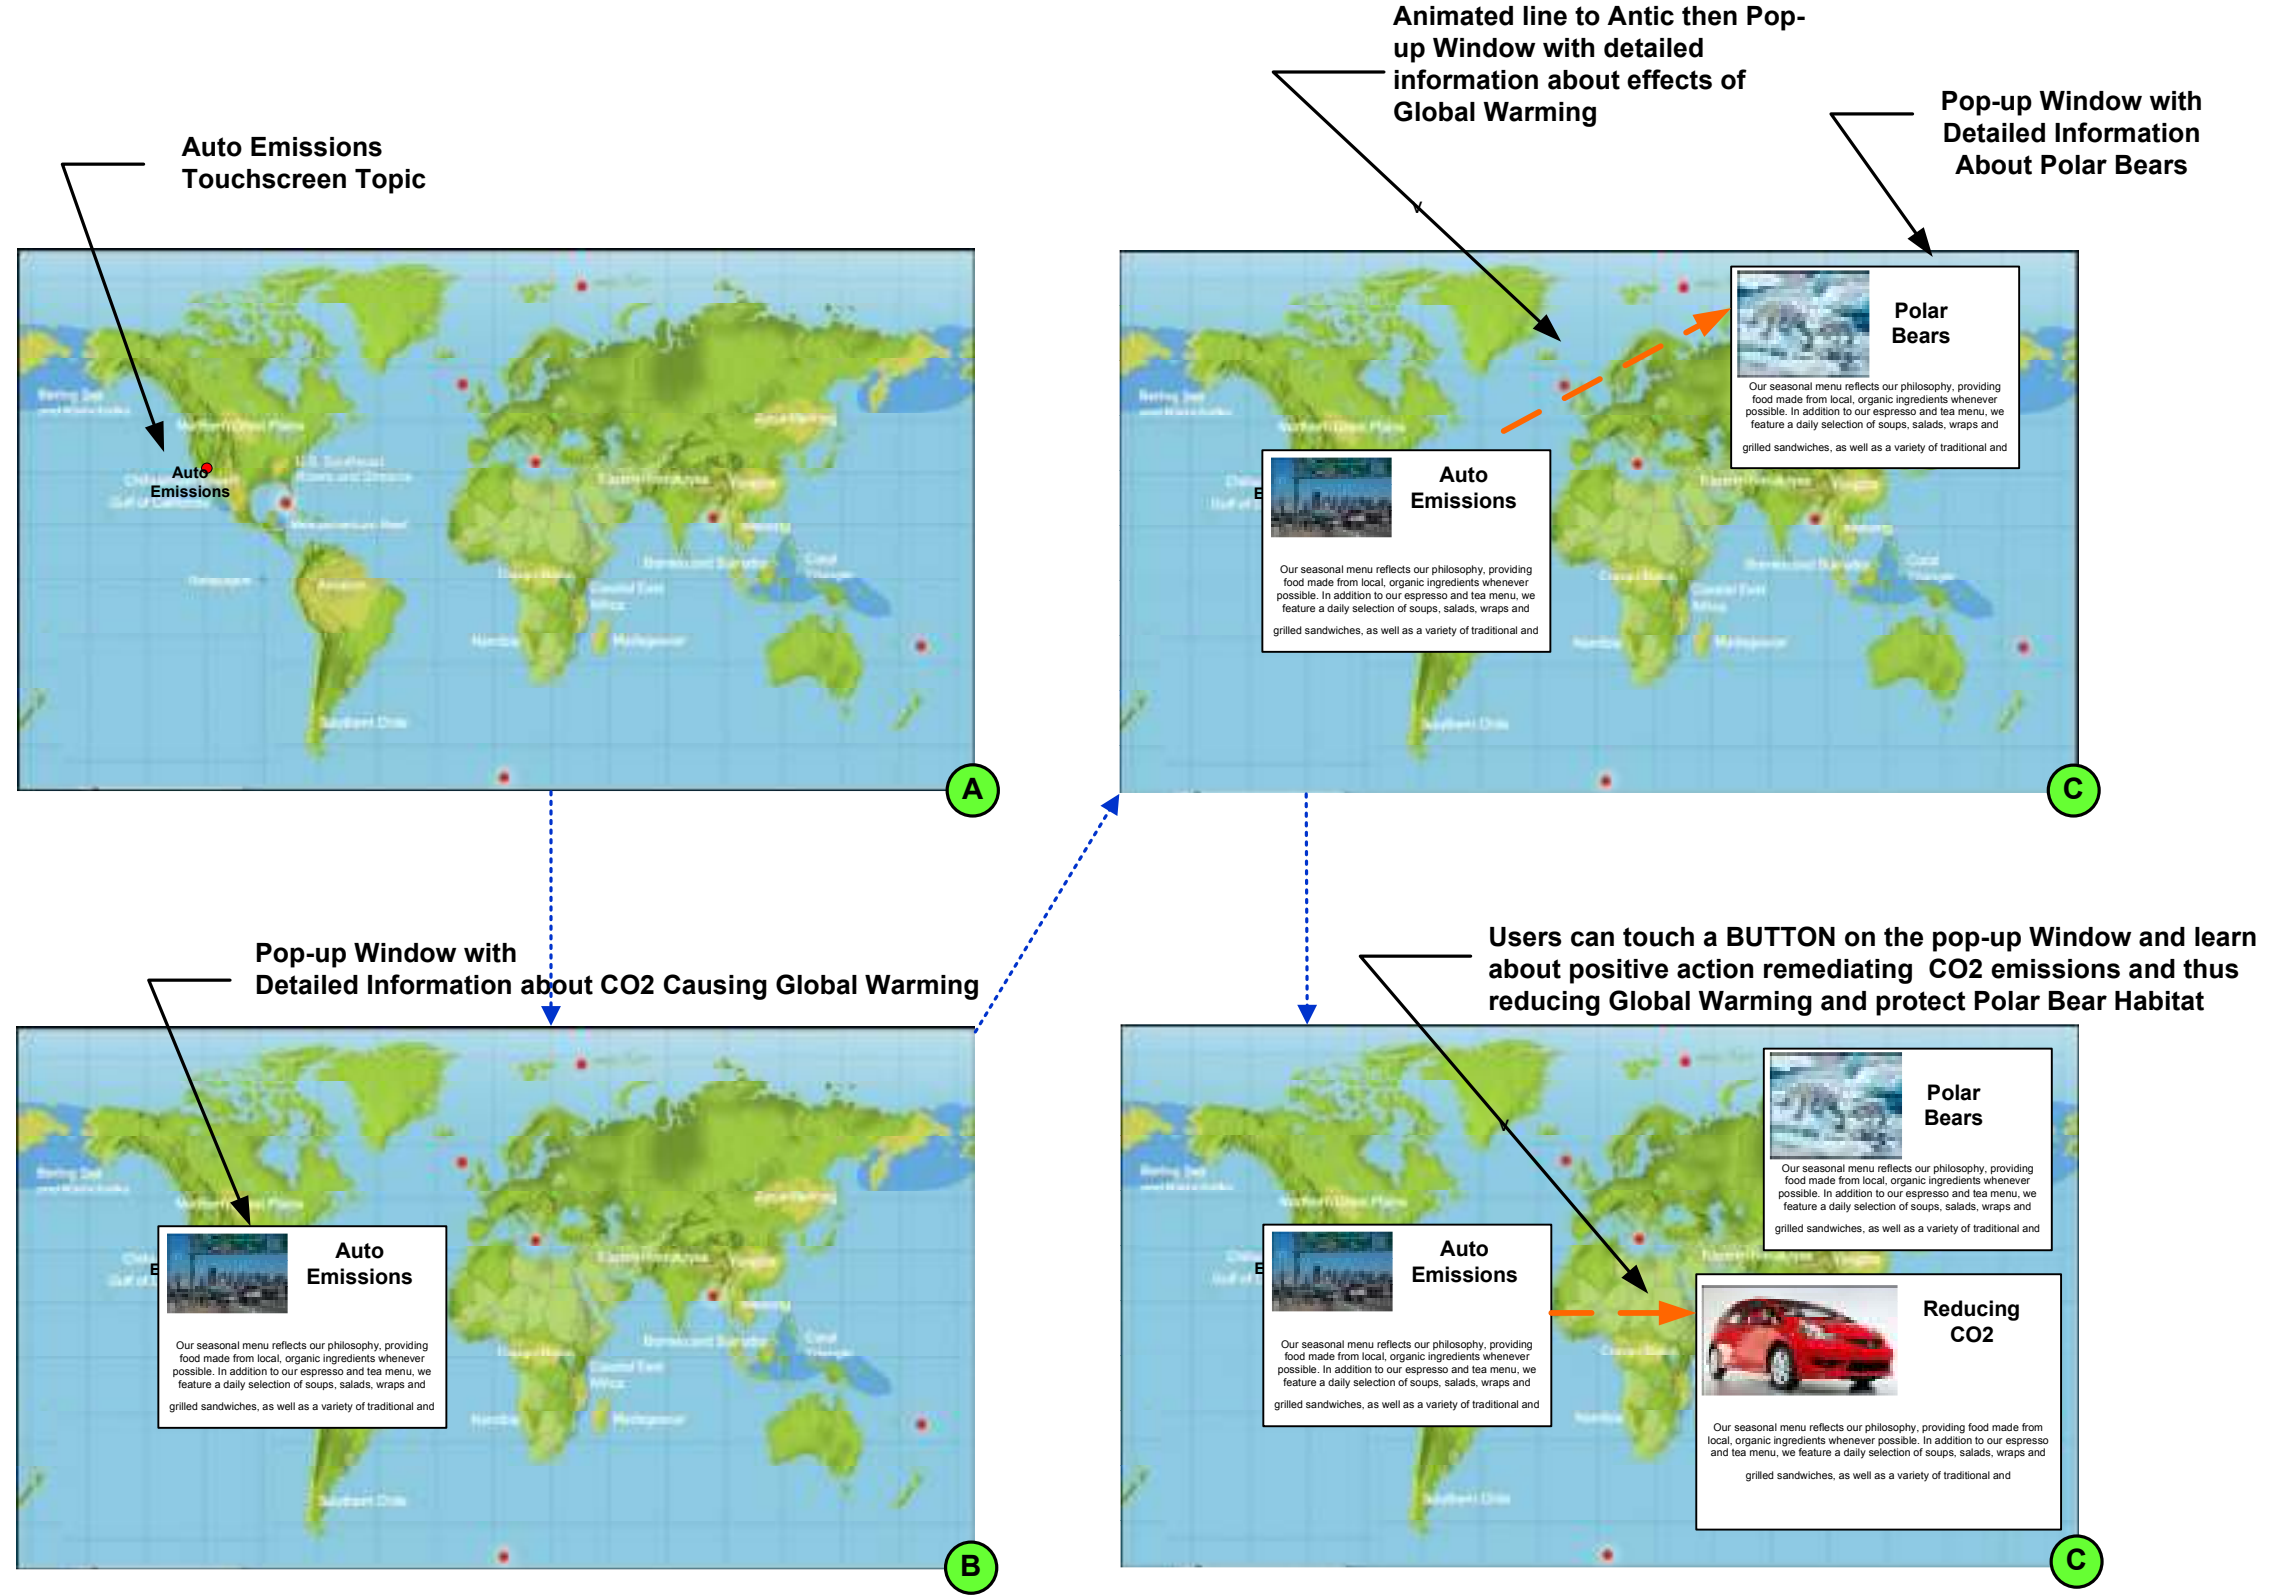 Auto Emissions
Touchscreen Topic
Auto
Emissions
A
Pop-up Window with
Detailed Information about CO2 Causing Global Warming
Auto
Emissions
Our seasonal menu reflects our philosophy, providing
food made from local, organic ingredients whenever
possible. In addition to our espresso and tea menu, we
feature a daily selection of soups, salads, wraps and
grilled sandwiches, as well as a variety of traditional and
B
Animated line to Antic then Pop-
up Window with detailed
information about effects of
Global Warming
Pop-up Window with
Detailed Information
About Polar Bears
Polar
Bears
Our seasonal menu reflects our philosophy, providing
food made from local, organic ingredients whenever
possible. In addition to our espresso and tea menu, we
feature a daily selection of soups, salads, wraps and
grilled sandwiches, as well as a variety of traditional and
Auto
Emissions
Our seasonal menu reflects our philosophy, providing
food made from local, organic ingredients whenever
possible. In addition to our espresso and tea menu, we
feature a daily selection of soups, salads, wraps and
grilled sandwiches, as well as a variety of traditional and
C
Users can touch a BUTTON on the pop-up Window and learn
about positive action remediating CO2 emissions and thus
reducing Global Warming and protect Polar Bear Habitat
Polar
Bears
Our seasonal menu reflects our philosophy, providing
food made from local, organic ingredients whenever
possible. In addition to our espresso and tea menu, we
feature a daily selection of soups, salads, wraps and
grilled sandwiches, as well as a variety of traditional and
Auto
Emissions
Our seasonal menu reflects our philosophy, providing
food made from local, organic ingredients whenever
possible. In addition to our espresso and tea menu, we
feature a daily selection of soups, salads, wraps and
grilled sandwiches, as well as a variety of traditional and
Reducing
CO2
Our seasonal menu reflects our philosophy, providing food made from
local, organic ingredients whenever possible. In addition to our espresso
and tea menu, we feature a daily selection of soups, salads, wraps and
grilled sandwiches, as well as a variety of traditional and
C